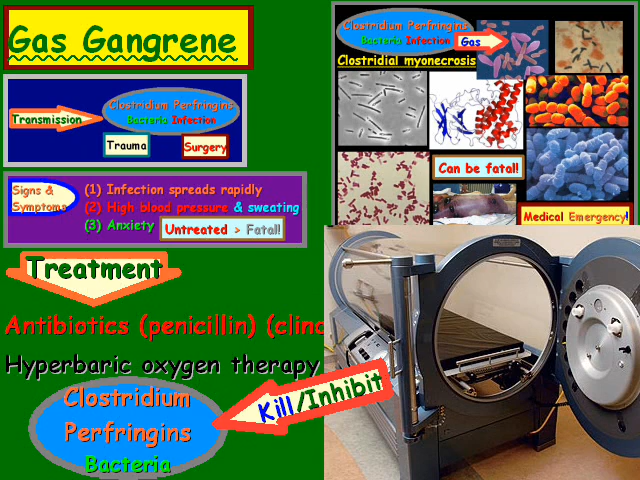 Gas Gangrene
Transmission
Clostridium Perfringins
Bacteria Infection
Trauma
Surgery
Signs &
Symptoms
(1) Infection spreads rapidly
(2) High blood pressure & sweating
(3) Anxiety
Untreated > Fatal!
Treatment
Antibiotics (penicillin) (clinc
Hyperbaric oxygen therapy
Clostridium
Perfringins
Bacteria
Kill/Inhibit
Clostridium Perfringins
Bacteria Infection
Gas
Clostridial myonecrosis
Can be fatal!
Medical Emergency!